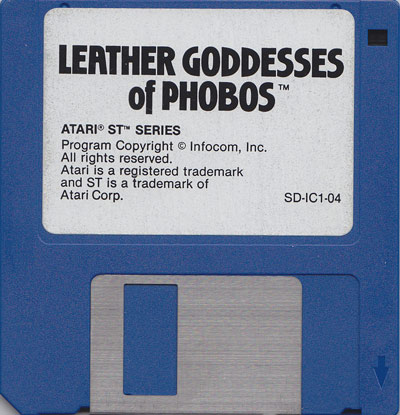 LEATHER GODDESSES
of PHOBOS™
ATARI® ST™ SERIES
Program Copyright © Infocom, Inc.
All rights reserved.
Atari is a registered trademark
and ST is a trademark of
Atari Corp. SD-IC1-04